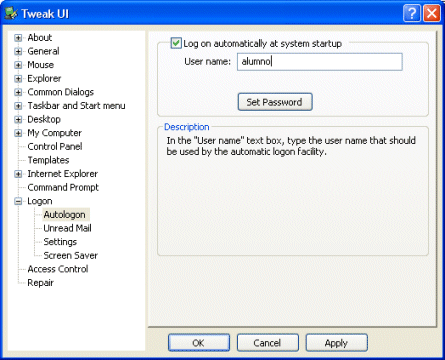 Tweak UI
About
General
Mouse
Explorer
Common Dialogs
Taskbar and Start menu
Desktop
My Computer
Control Panel
Templates
Internet Explorer
Command Prompt
Logon
Autologon
Unread Mail
Settings
Screen Saver
Access Control
Repair
Log on automatically at system startup
User name: alumno
Set Password
Description
In the "User name" text box, type the user name that should
be used by the automatic logon facility.
OK Cancel Apply